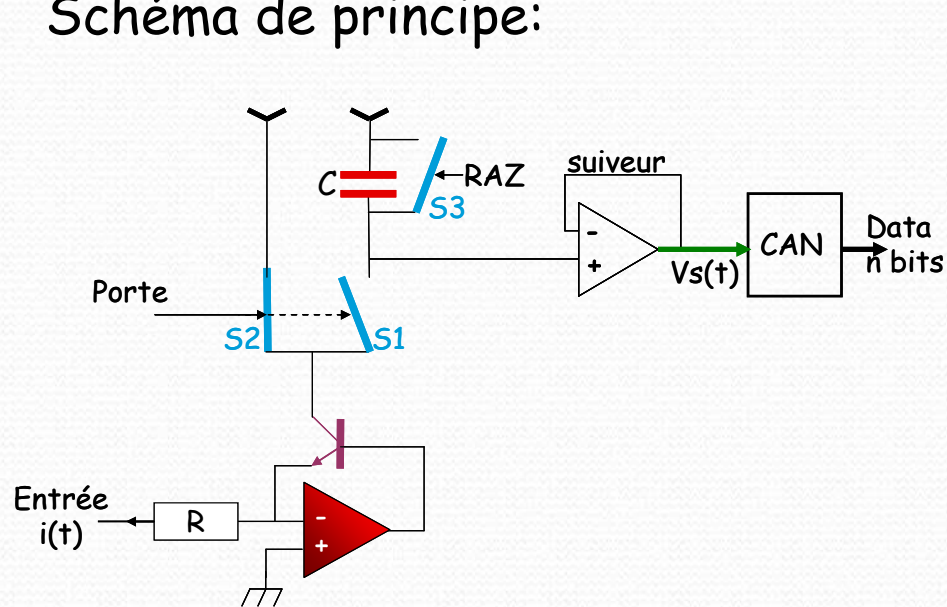 Schéma de principe:
suiveur
C
RAZ
S3
-
+
CAN
Data
n bits
Vs(t)
Porte
S2
S1
Entrée
i(t)
R
-
+